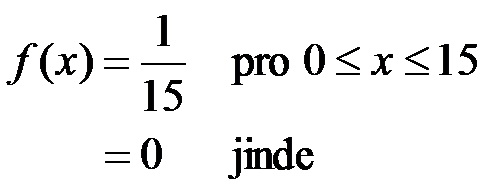 f(x) = 1/15 pro 0 ≤ x ≤ 15
= 0 jinde